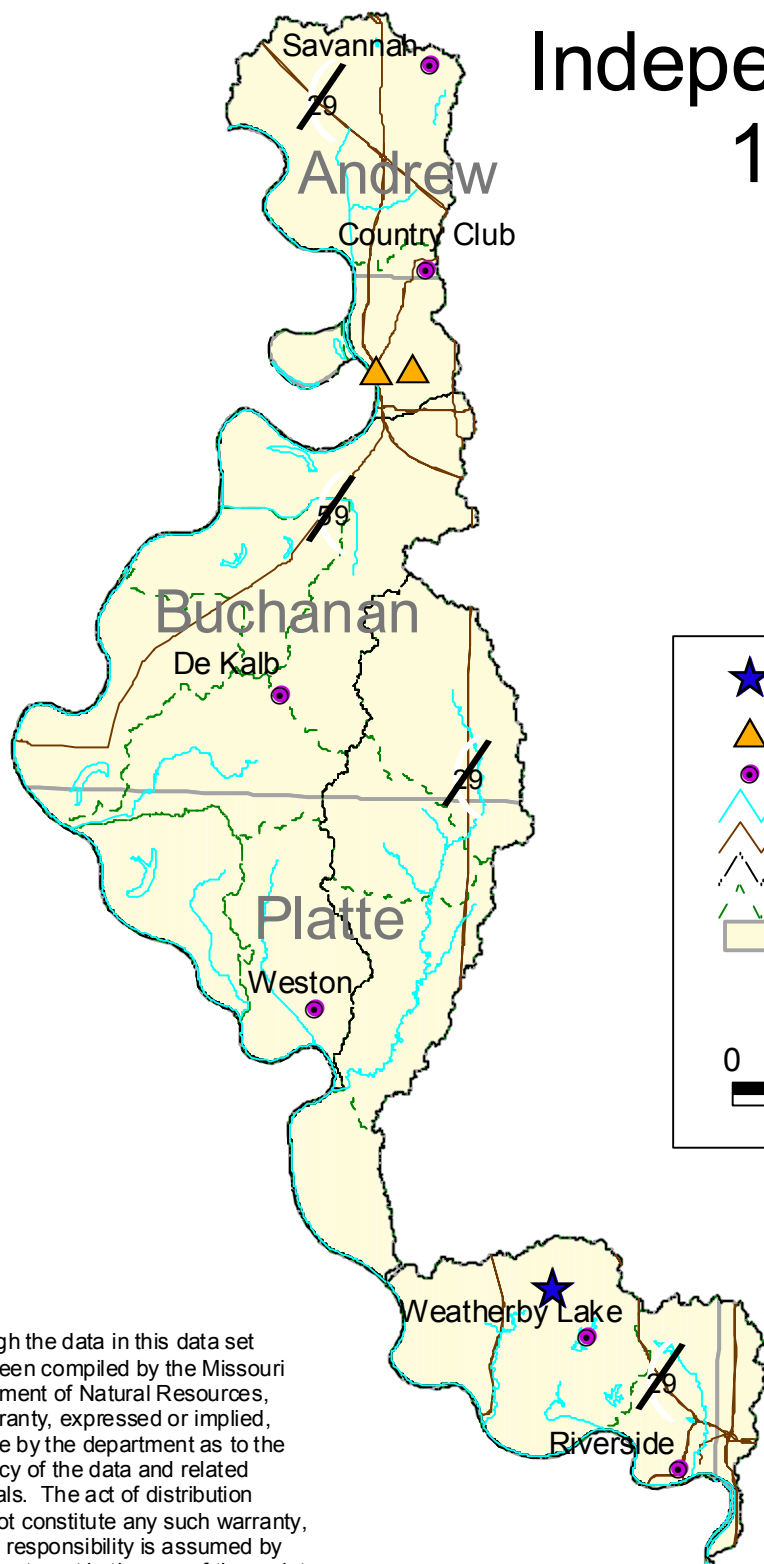 Indepe
1
Savannah
29
Andrew
Country Club
59
Buchanan
De Kalb
29
Platte
Weston
0
Weatherby Lake
29
Riverside
gh the data in this data set
een compiled by the Missouri
ment of Natural Resources,
ranty, expressed or implied,
e by the department as to the
cy of the data and related
als. The act of distribution
ot constitute any such warranty,
responsibility is assumed by